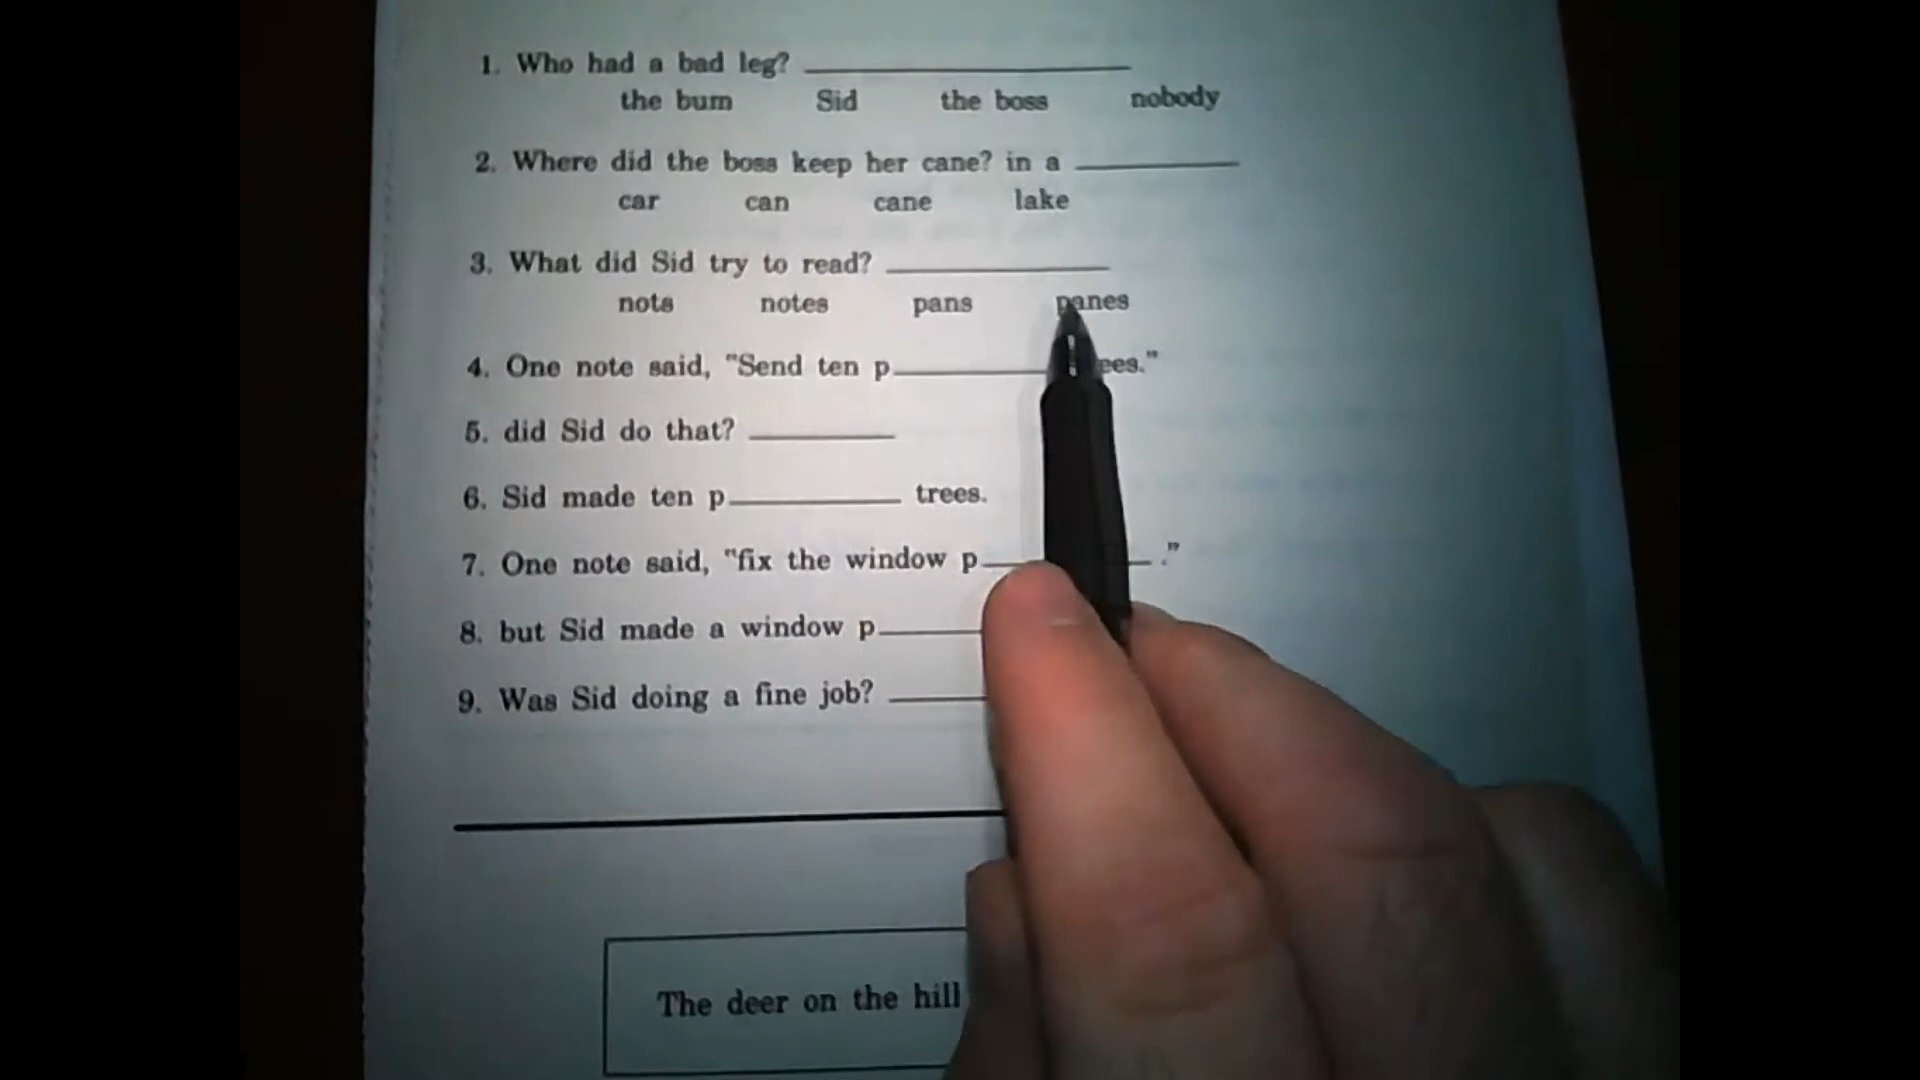 1. Who had a bad leg?
the bum Sid the boss nobody
2. Where did the boss keep her cane? in a
car can cane lake
3. What did Sid try to read?
nots notes pans panes
4. One note said, "Send ten p ees."
5. did Sid do that?
6. Sid made ten p trees.
7. One note said, "fix the window p ."
8. but Sid made a window p
9. Was Sid doing a fine job?
The deer on the hill